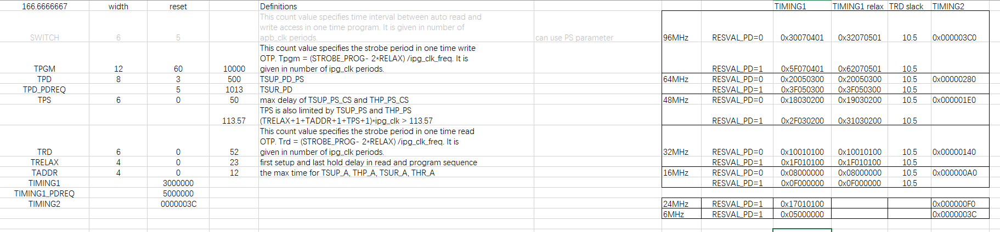 166.6666667 width reset Definitions TIMING1 TIMING1 relax TRD slack TIMING2
This count value specifies time interval between auto read and
write access in one time program. It is given in number of
SWITCH 6 5 apb_clk periods. can use PS parameter 96MHz RESVAL_PD=0 0x30070401 0x32070501 10.5 0x000003C0
This count value specifies the strobe period in one time write
OTP. Tpgm = (STROBE_PROG- 2*RELAX) /ipg_clk_freq. It is
TPGM 12 60 10000 given in number of ipg_clk periods. RESVAL_PD=1 0x5F070401 0x62070501 10.5
TPD 8 3 500 TSUP_PD_PS 64MHz RESVAL_PD=0 0x20050300 0x20050300 10.5 0x00000280
TPD_PDREQ 5 1013 TSUR_PD RESVAL_PD=1 0x3F050300 0x3F050300 10.5
TPS 6 0 50 max delay of TSUP_PS_CS and THP_PS_CS 48MHz RESVAL_PD=0 0x18030200 0x19030200 10.5 0x000001E0
TPS is also limited by TSUP_PS and THP_PS
113.57 (TRELAX+1+TADDR+1+TPS+1)*ipg_clk > 113.57 RESVAL_PD=1 0x2F030200 0x31030200 10.5
This count value specifies the strobe period in one time read
OTP. Trd = (STROBE_PROG- 2*RELAX) /ipg_clk_freq. It is
TRD 6 0 52 given in number of ipg_clk periods. 32MHz RESVAL_PD=0 0x10010100 0x10010100 10.5 0x00000140
TRELAX 4 0 23 first setup and last hold delay in read and program sequence RESVAL_PD=1 0x1F010100 0x1F010100 10.5
TADDR 4 0 12 the max time for TSUP_A, THP_A, TSUR_A, THR_A 16MHz RESVAL_PD=0 0x08000000 0x08000000 10.5 0x000000A0
TIMING1 3000000 RESVAL_PD=1 0x0F000000 0x0F000000 10.5
TIMING1_PDREQ 5000000
TIMING2 0000003C 24MHz RESVAL_PD=1 0x17010100 0x000000F0
6MHz RESVAL_PD=1 0x05000000 0x0000003C